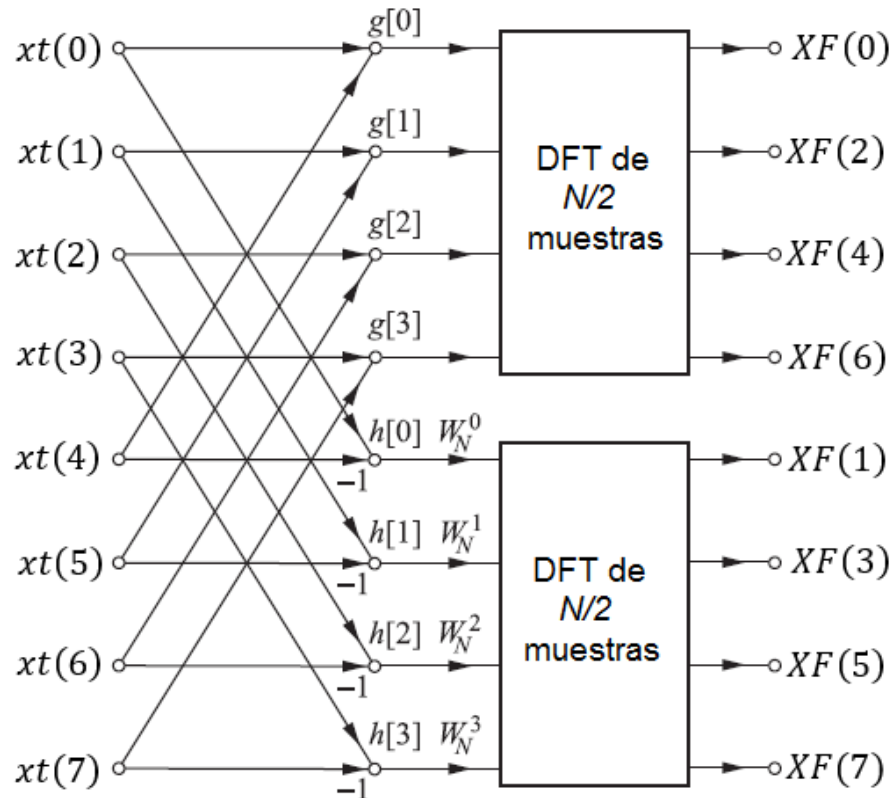 g[0]
xt(0) XF(0)
g[1]
xt(1) XF(2)
DFT de
N/2
muestras
g[2]
xt(2) XF(4)
g[3]
xt(3) XF(6)
h[0] W_N^0
xt(4) XF(1)
−1
h[1] W_N^1
xt(5) XF(3)
−1
DFT de
N/2
muestras
h[2] W_N^2
xt(6) XF(5)
−1
h[3] W_N^3
xt(7) XF(7)
−1